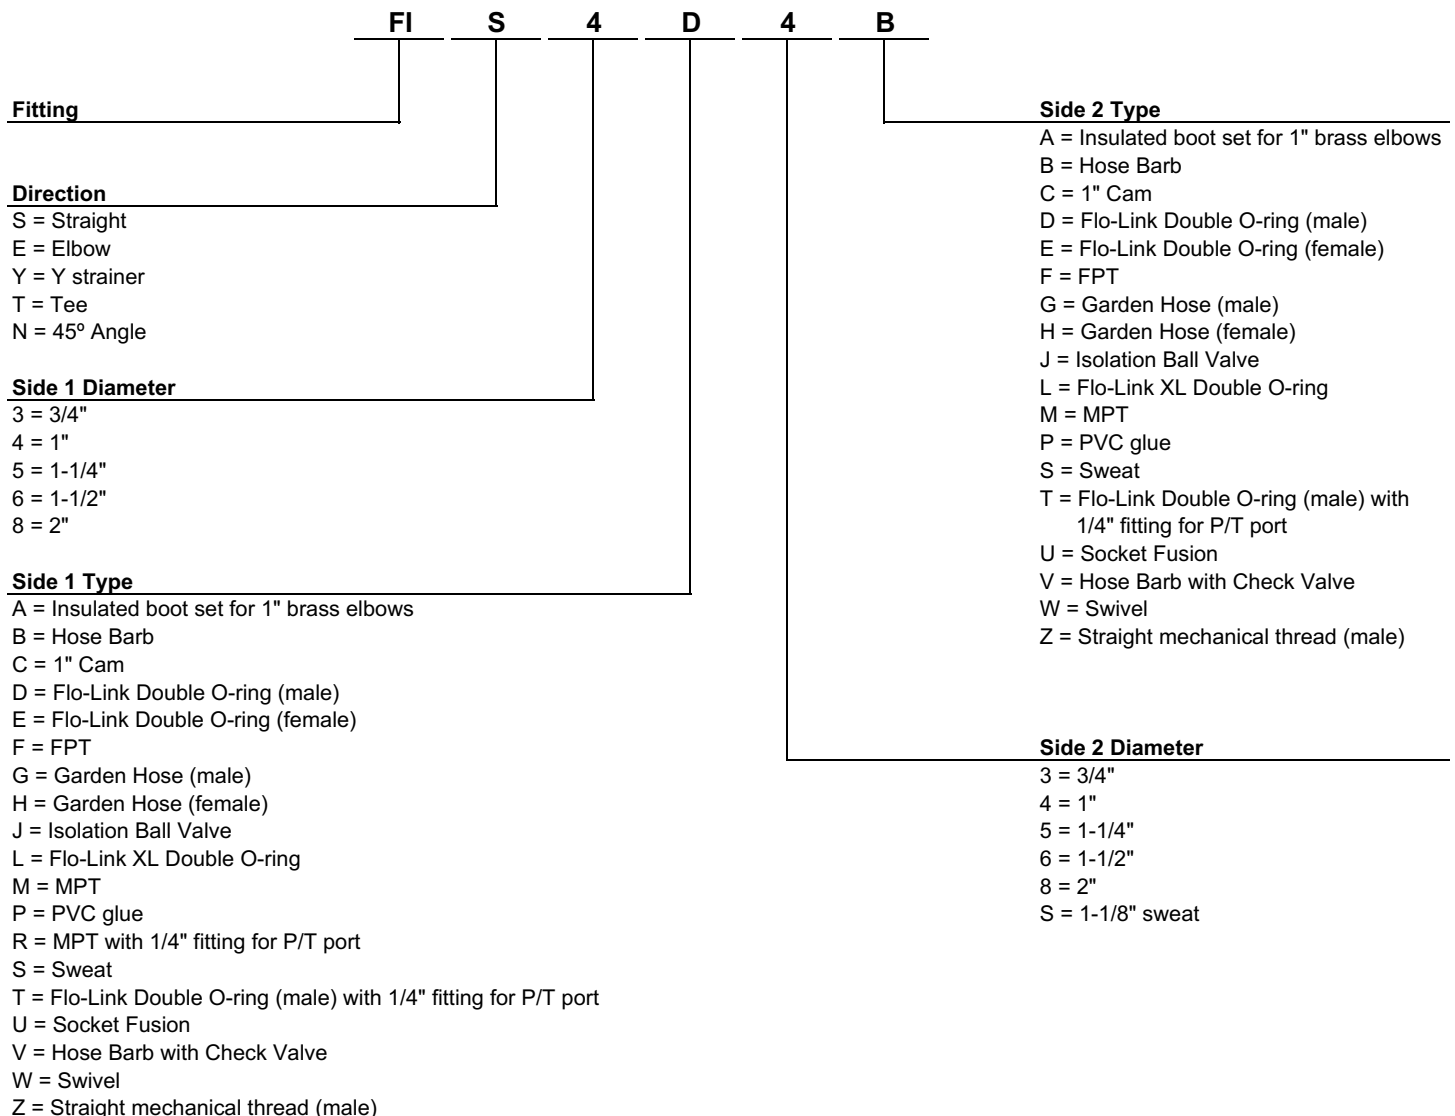 FI S 4 D 4 B
Fitting
Direction
S = Straight
E = Elbow
Y = Y strainer
T = Tee
N = 45º Angle
Side 1 Diameter
3 = 3/4"
4 = 1"
5 = 1-1/4"
6 = 1-1/2"
8 = 2"
Side 1 Type
A = Insulated boot set for 1" brass elbows
B = Hose Barb
C = 1" Cam
D = Flo-Link Double O-ring (male)
E = Flo-Link Double O-ring (female)
F = FPT
G = Garden Hose (male)
H = Garden Hose (female)
J = Isolation Ball Valve
L = Flo-Link XL Double O-ring
M = MPT
P = PVC glue
R = MPT with 1/4" fitting for P/T port
S = Sweat
T = Flo-Link Double O-ring (male) with 1/4" fitting for P/T port
U = Socket Fusion
V = Hose Barb with Check Valve
W = Swivel
Z = Straight mechanical thread (male)
Side 2 Type
A = Insulated boot set for 1" brass elbows
B = Hose Barb
C = 1" Cam
D = Flo-Link Double O-ring (male)
E = Flo-Link Double O-ring (female)
F = FPT
G = Garden Hose (male)
H = Garden Hose (female)
J = Isolation Ball Valve
L = Flo-Link XL Double O-ring
M = MPT
P = PVC glue
S = Sweat
T = Flo-Link Double O-ring (male) with
1/4" fitting for P/T port
U = Socket Fusion
V = Hose Barb with Check Valve
W = Swivel
Z = Straight mechanical thread (male)
Side 2 Diameter
3 = 3/4"
4 = 1"
5 = 1-1/4"
6 = 1-1/2"
8 = 2"
S = 1-1/8" sweat